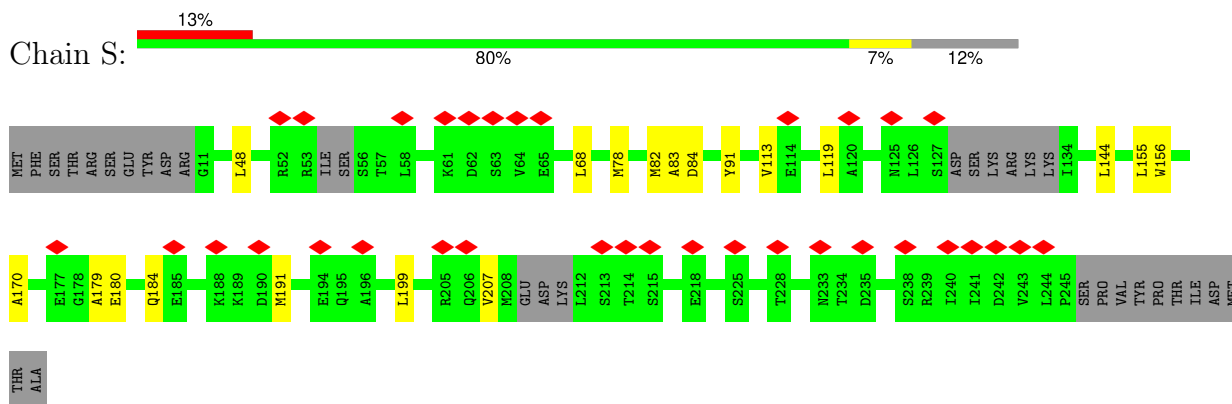 13%
Chain S:
80% 7% 12%
MET PHE SER THR ARG SER GLU TYR ASP ARG G11 L48 R52 R53 ILE SER S56 T57 L58 K61 D62 S63 V64 E65 L68 M78 M82 A83 D84 Y91 V113 E114 L119 A120 N125 L126 S127 ASP SER LYS ARG LYS LYS I134 L144 L155 W156
A170 E177 G178 A179 E180 Q184 E185 K188 K189 D190 M191 E194 Q195 A196 L199 R205 Q206 V207 M208 GLU ASP LYS L212 S213 T214 S215 E218 S225 T228 N233 T234 D235 S238 R239 I240 I241 D242 V243 L244 P245 SER PRO VAL TYR PRO THR ILE ASP MET
THR ALA